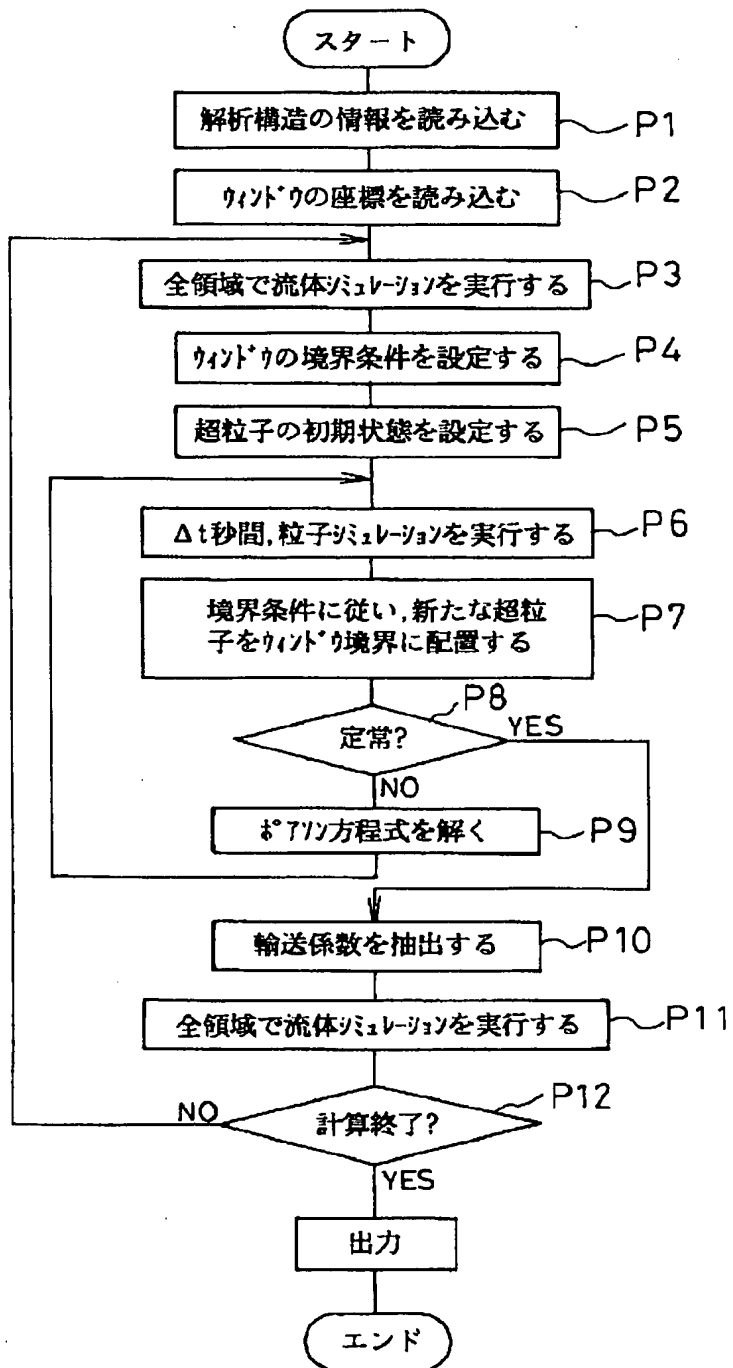 スタート
解析構造の情報を読み込む
P1
ウィンドウの座標を読み込む
P2
全領域で流体シミュレーションを実行する
P3
ウィンドウの境界条件を設定する
P4
超粒子の初期状態を設定する
P5
Δt秒間,粒子シミュレーションを実行する
P6
境界条件に従い,新たな超粒
子をウィンドウ境界に配置する
P7
P8
定常?
YES
NO
ポアソン方程式を解く
P9
輸送係数を抽出する
P10
全領域で流体シミュレーションを実行する
P11
P12
NO
計算終了?
YES
出力
エンド